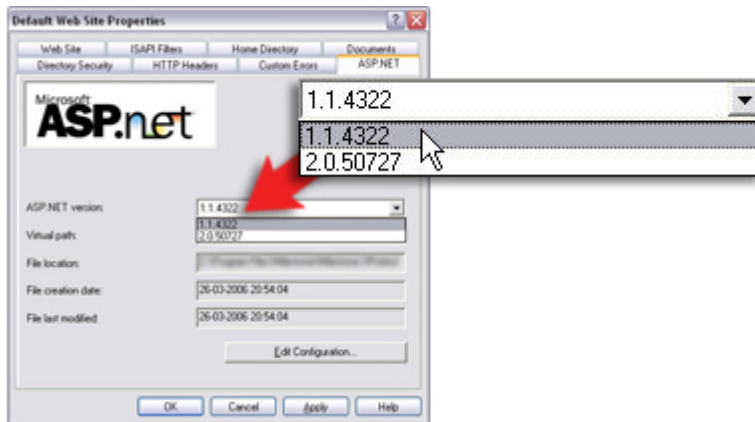 Default Web Site Properties
Web Site ISAPI Filters Home Directory Documents
Directory Security HTTP Headers Custom Errors ASP.NET
Microsoft
ASP.net
1.1.4322
1.1.4322
2.0.50727
ASP.NET version: 1.1.4322
1.1.4322
2.0.50727
Virtual path:
File location:
File creation date: 26-03-2006 20:54:04
File last modified: 26-03-2006 20:54:04
Edit Configuration...
OK Cancel Apply Help